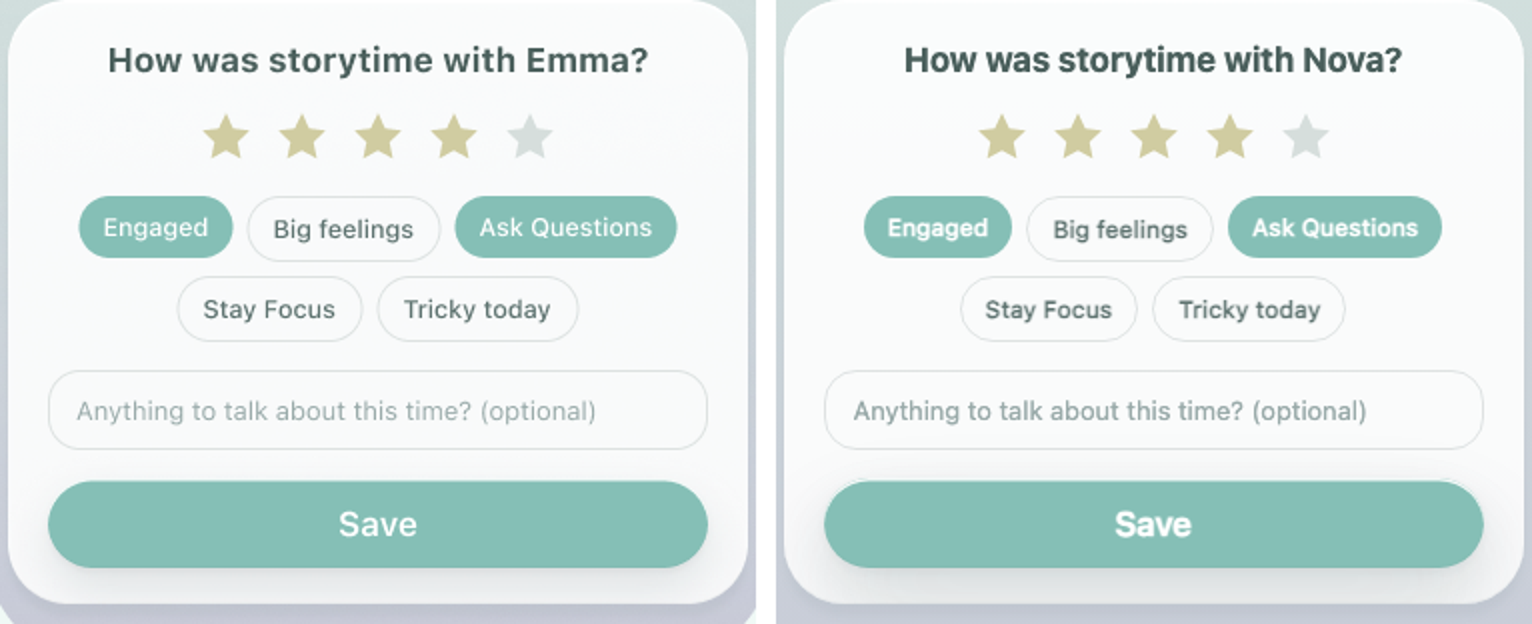 How was storytime with Emma?
Engaged Big feelings Ask Questions
Stay Focus Tricky today
Anything to talk about this time? (optional)
Save
How was storytime with Nova?
Engaged Big feelings Ask Questions
Stay Focus Tricky today
Anything to talk about this time? (optional)
Save